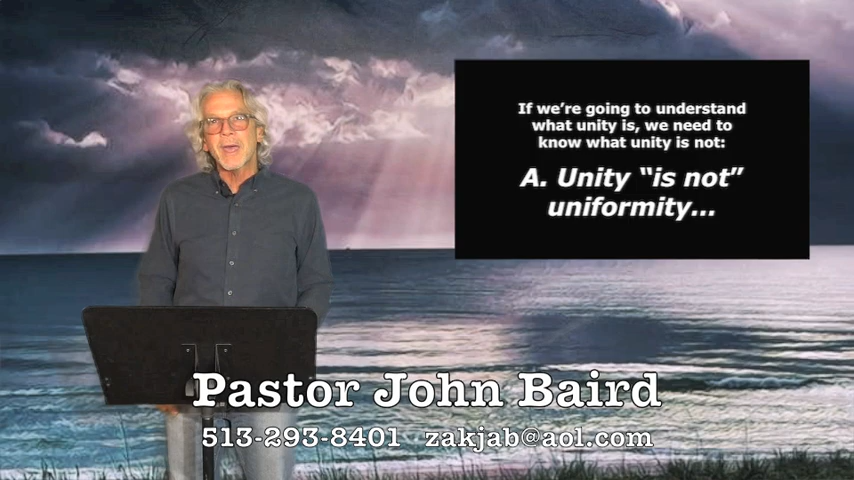 If we're going to understand
what unity is, we need to
know what unity is not:
A. Unity “is not”
uniformity...
Pastor John Baird
513-293-8401 zakjab@aol.com